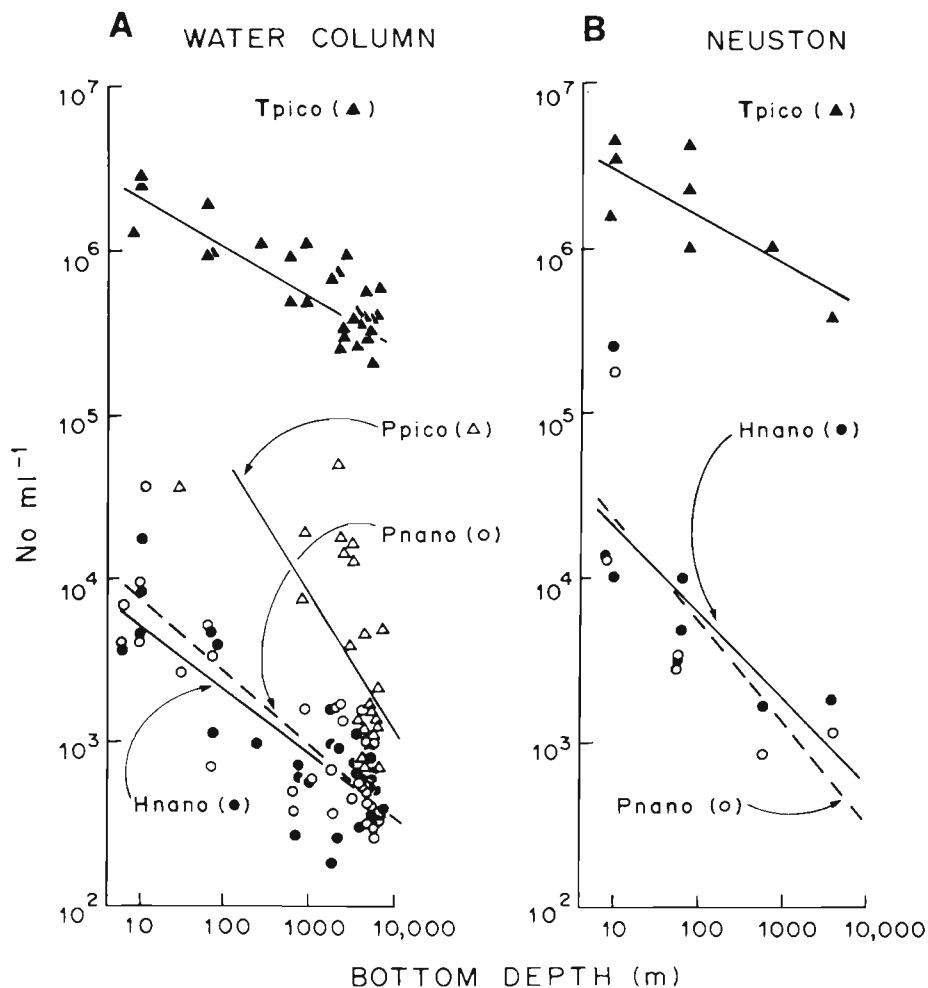 A WATER COLUMN
B NEUSTON
10^7
Tpico (▲)
10^6
10^5
Ppico (△)
Pnano (○)
10^4
10^3
Hnano (●)
10^2
10 100 1000 10,000
10^7
Tpico (▲)
10^6
10^5
Hnano (●)
10^4
10^3
Pnano (○)
10^2
10 100 1000 10,000
No ml^-1
BOTTOM DEPTH (m)